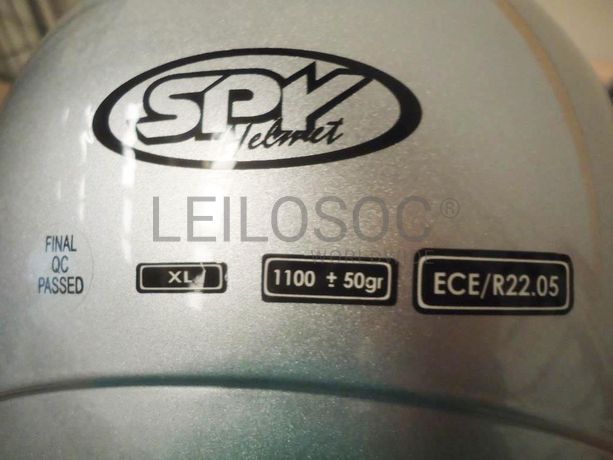 SPY
Helmet
LEILOSOC®
FINAL
QC
PASSED
XL
1100 ± 50gr
ECE/R22.05